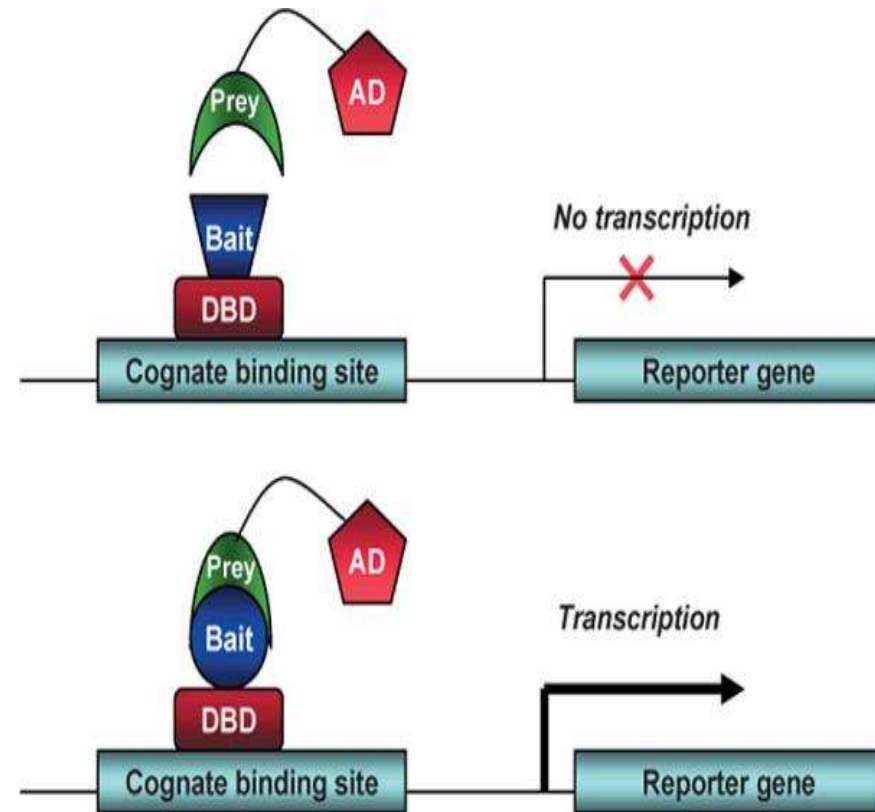 Prey
AD
Bait
No transcription
DBD
Cognate binding site
Reporter gene
Prey
AD
Bait
Transcription
DBD
Cognate binding site
Reporter gene